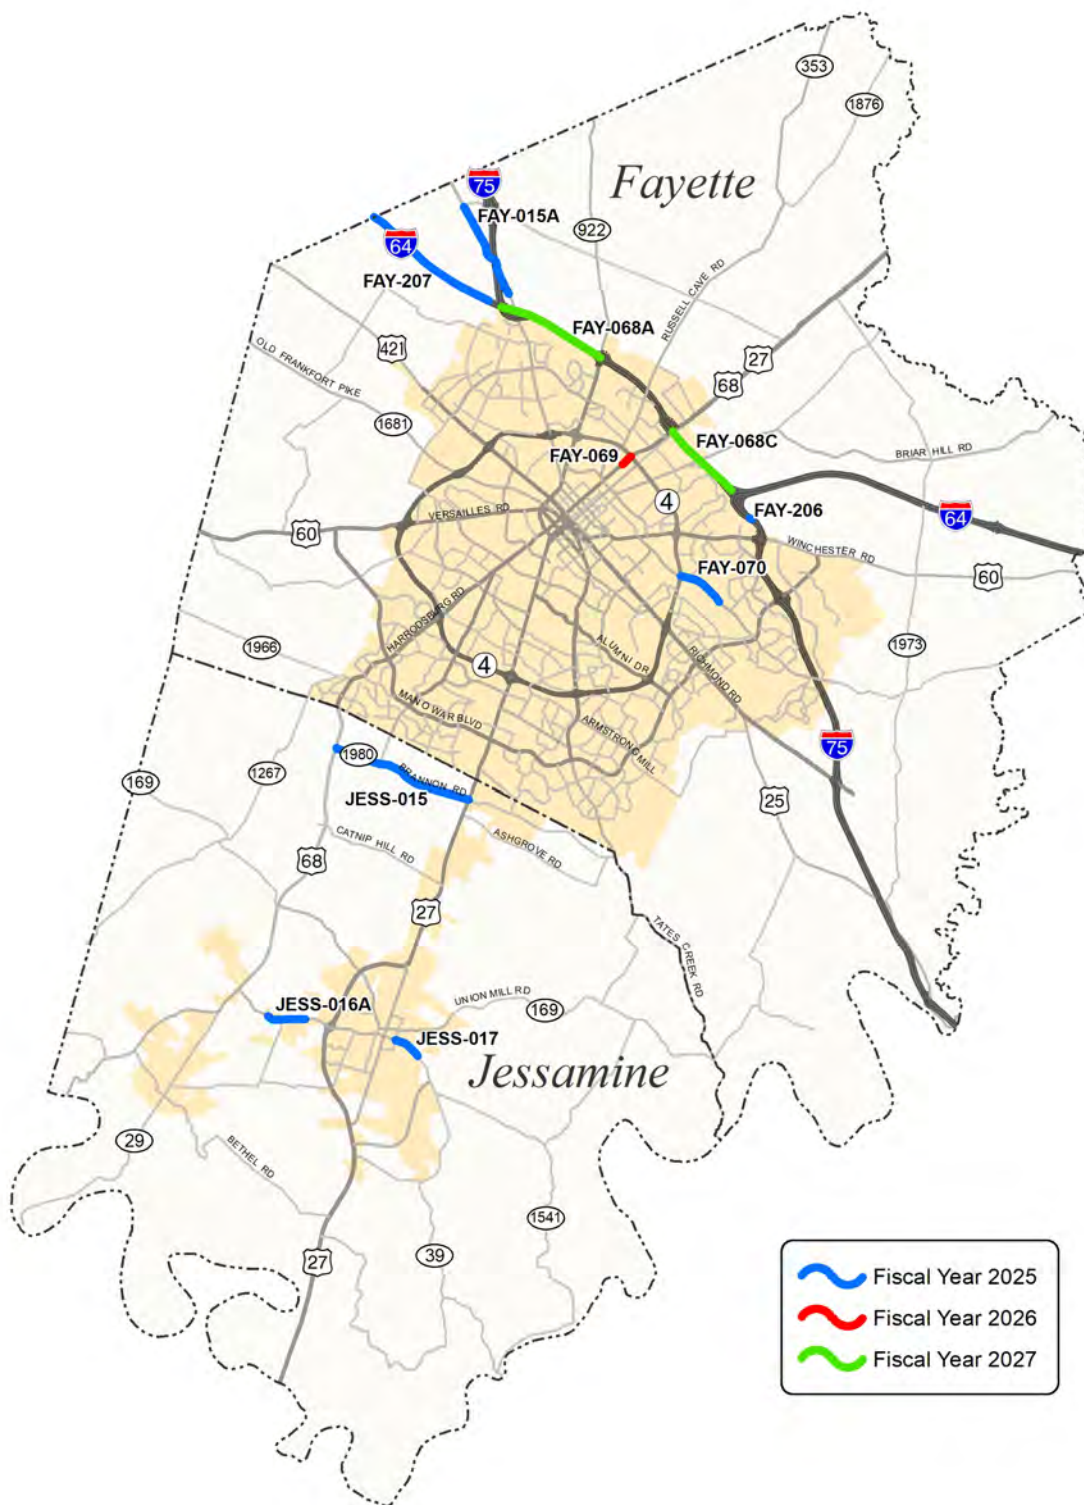 353
1876
Fayette
75
FAY-015A
922
64
FAY-207
RUSSELL CAVE RD
FAY-068A
27
421
68
OLD FRANKFORT PIKE
1681
FAY-068C
FAY-069
BRIAR HILL RD
4
FAY-206
64
VERSAILLES RD
60
WINCHESTER RD
FAY-070
60
HARRODSBURG RD
1966
ALUMNI DR
1973
4
RICHMOND RD
MAN O WAR BLVD
ARMSTRONG MILL
75
1980
169
1267
BRANNON RD
JESS-015
25
CATNIP HILL RD
ASHGROVE RD
68
27
TATES CREEK RD
JESS-016A
UNION MILL RD
169
JESS-017
Jessamine
29
BETHEL RD
1541
39
27
Fiscal Year 2025
Fiscal Year 2026
Fiscal Year 2027